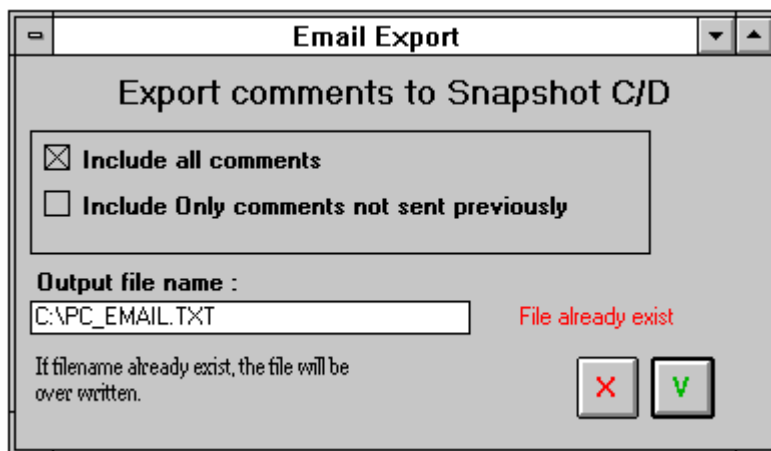 Email Export
Export comments to Snapshot C/D
Include all comments
Include Only comments not sent previously
Output file name :
C:\PC_EMAIL.TXT
File already exist
If filename already exist, the file will be
over written.
X V